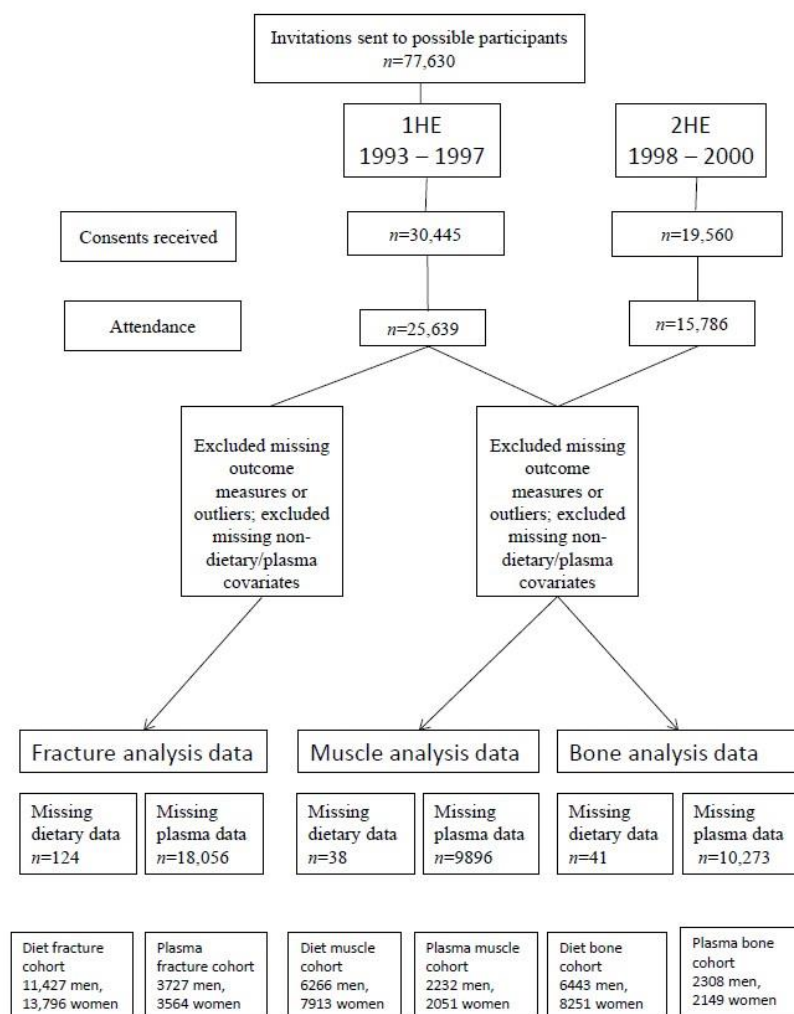 Invitations sent to possible participants
n=77,630
1HE
1993 – 1997
2HE
1998 – 2000
Consents received
n=30,445
n=19,560
Attendance
n=25,639
n=15,786
Excluded missing
outcome
measures or
outliers; excluded
missing non-
dietary/plasma
covariates
Excluded missing
outcome
measures or
outliers; excluded
missing non-
dietary/plasma
covariates
Fracture analysis data
Muscle analysis data
Bone analysis data
Missing
dietary data
n=124
Missing
plasma data
n=18,056
Missing
dietary data
n=38
Missing
plasma data
n=9896
Missing
dietary data
n=41
Missing
plasma data
n=10,273
Diet fracture
cohort
11,427 men,
13,796 women
Plasma
fracture cohort
3727 men,
3564 women
Diet muscle
cohort
6266 men,
7913 women
Plasma muscle
cohort
2232 men,
2051 women
Diet bone
cohort
6443 men,
8251 women
Plasma bone
cohort
2308 men,
2149 women